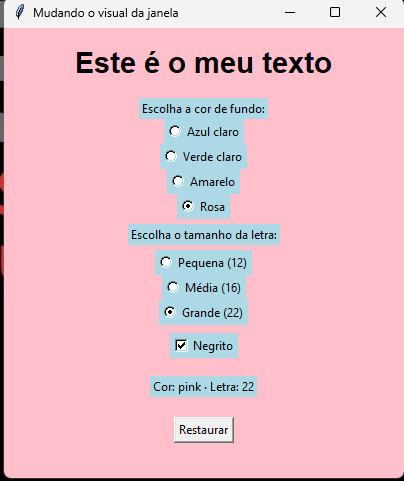 Mudando o visual da janela
Este é o meu texto
Escolha a cor de fundo:
Azul claro
Verde claro
Amarelo
Rosa
Escolha o tamanho da letra:
Pequena (12)
Média (16)
Grande (22)
Negrito
Cor: pink · Letra: 22
Restaurar